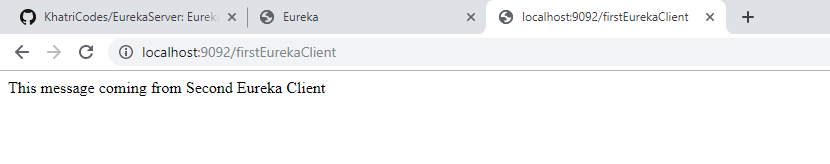 KhatriCodes/EurekaServer: Eurek
Eureka
localhost:9092/firstEurekaClient
localhost:9092/firstEurekaClient
This message coming from Second Eureka Client